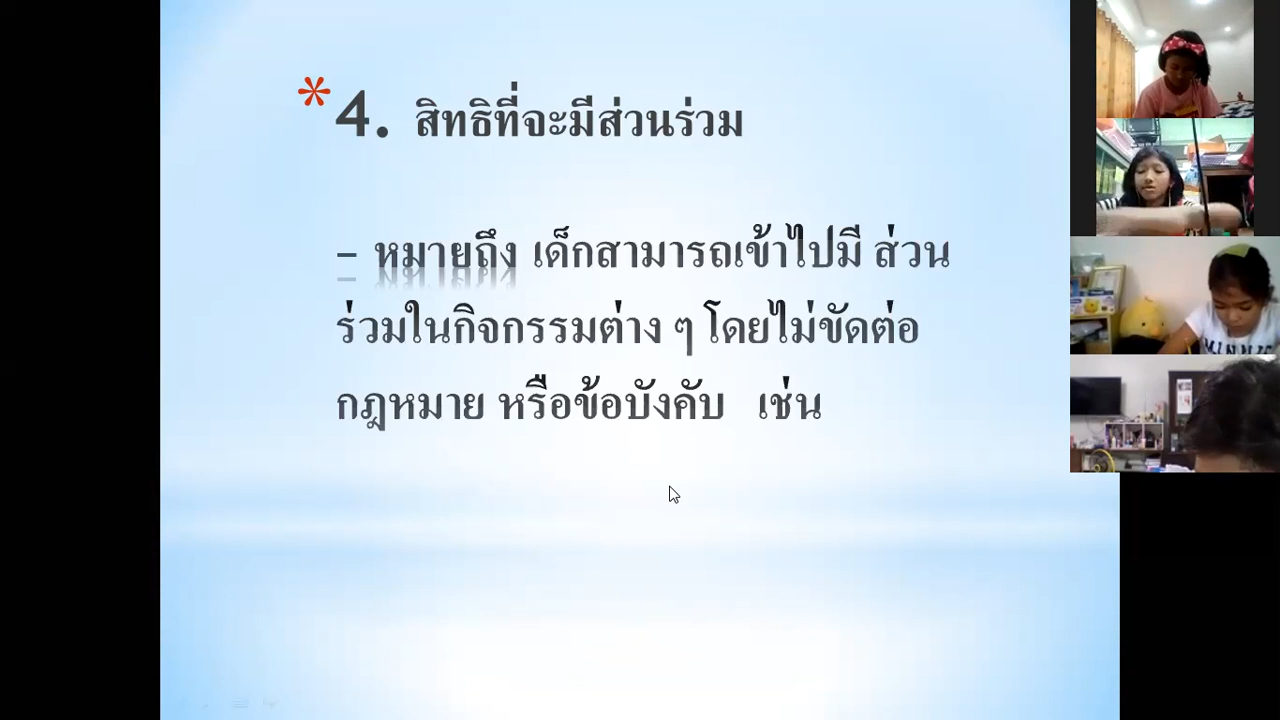 *4. สิทธิที่จะมีส่วนร่วม
- หมายถึง เด็กสามารถเข้าไปมี ส่วน
ร่วมในกิจกรรมต่าง ๆ โดยไม่ขัดต่อ
กฎหมาย หรือข้อบังคับ เช่น